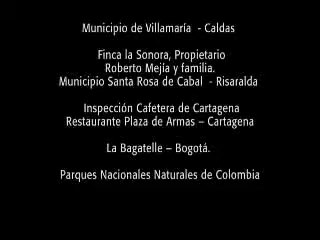 Municipio de Villamaría - Caldas
Finca la Sonora, Propietario
Roberto Mejía y familia.
Municipio Santa Rosa de Cabal - Risaralda
Inspección Cafetera de Cartagena
Restaurante Plaza de Armas – Cartagena
La Bagatelle – Bogotá.
Parques Nacionales Naturales de Colombia